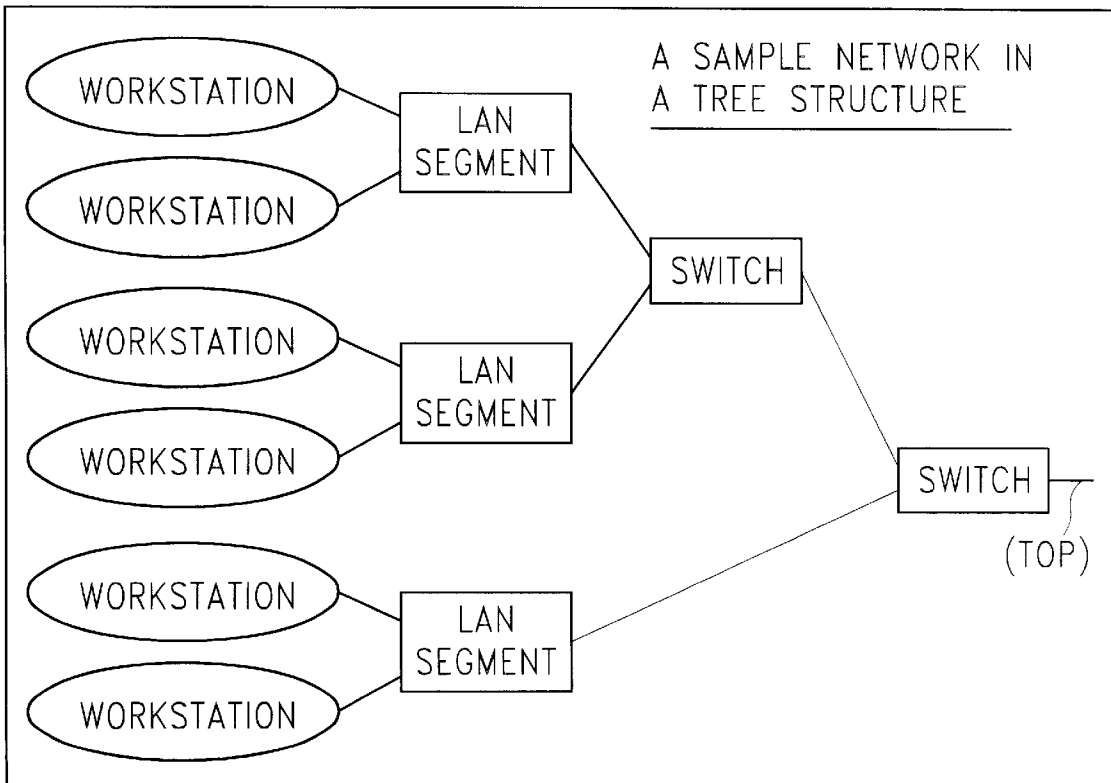 A SAMPLE NETWORK IN
A TREE STRUCTURE
WORKSTATION
WORKSTATION
LAN
SEGMENT
SWITCH
WORKSTATION
WORKSTATION
LAN
SEGMENT
SWITCH
(TOP)
WORKSTATION
WORKSTATION
LAN
SEGMENT